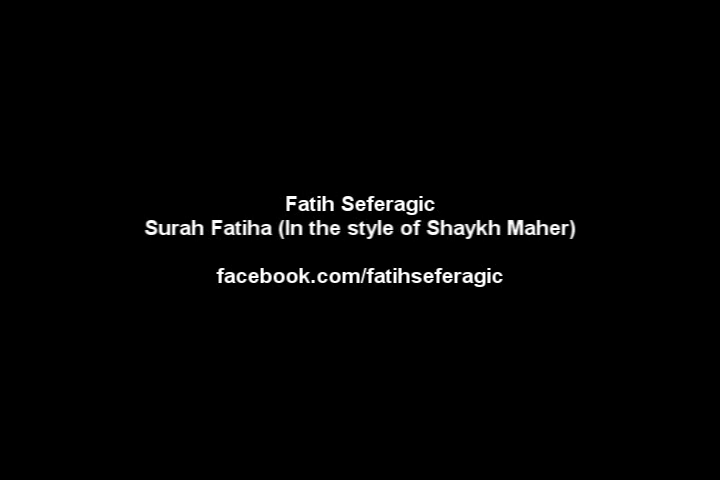 Fatih Seferagic
Surah Fatiha (In the style of Shaykh Maher)
facebook.com/fatihseferagic